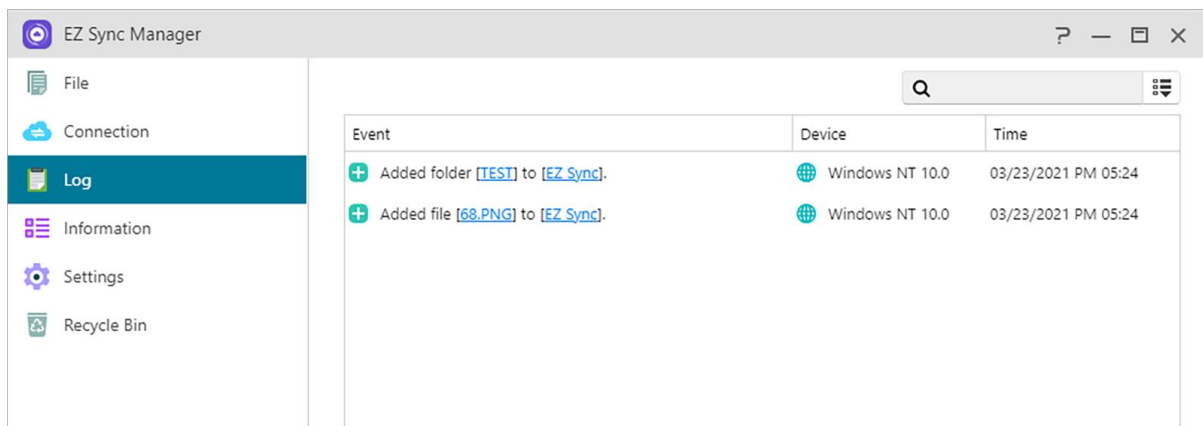 EZ Sync Manager
File
Connection
Log
Information
Settings
Recycle Bin
Event Device Time
Added folder [TEST] to [EZ Sync]. Windows NT 10.0 03/23/2021 PM 05:24
Added file [68.PNG] to [EZ Sync]. Windows NT 10.0 03/23/2021 PM 05:24